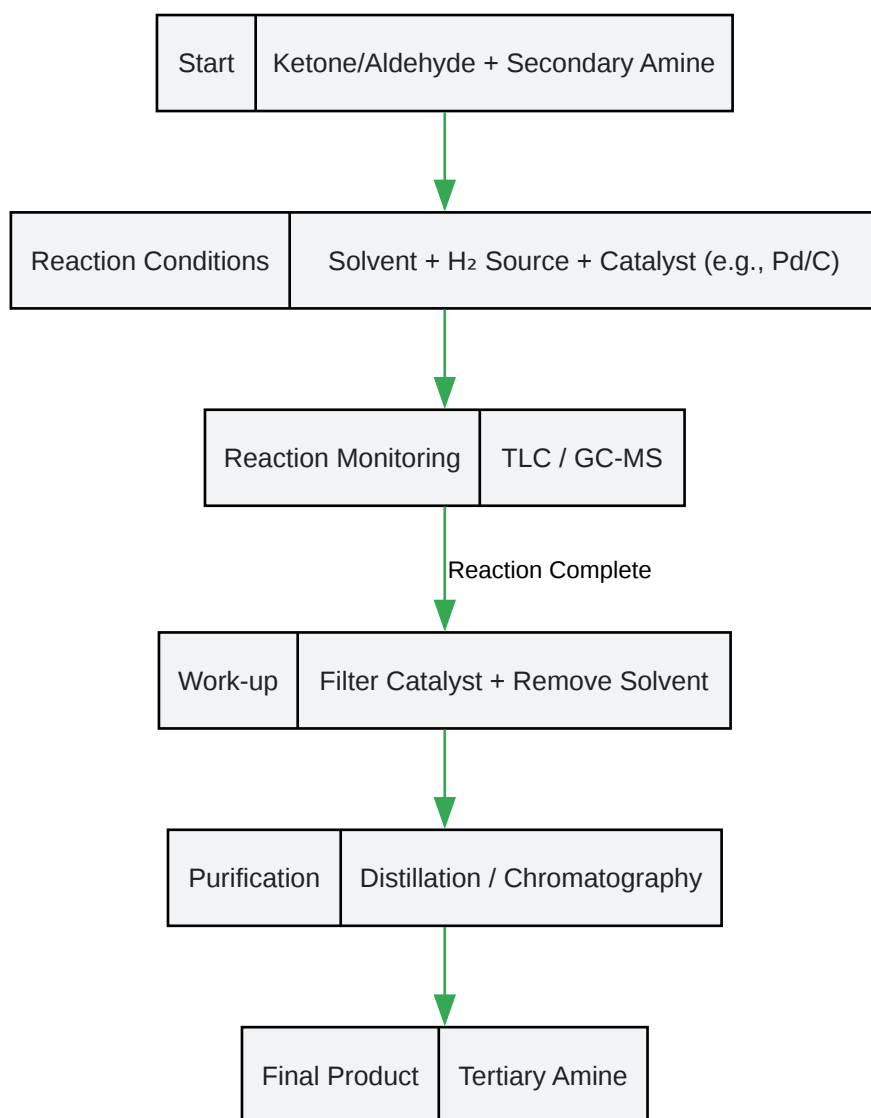 Start Ketone/Aldehyde + Secondary Amine
Reaction Conditions Solvent + H₂ Source + Catalyst (e.g., Pd/C)
Reaction Monitoring TLC / GC-MS
Reaction Complete
Work-up Filter Catalyst + Remove Solvent
Purification Distillation / Chromatography
Final Product Tertiary Amine